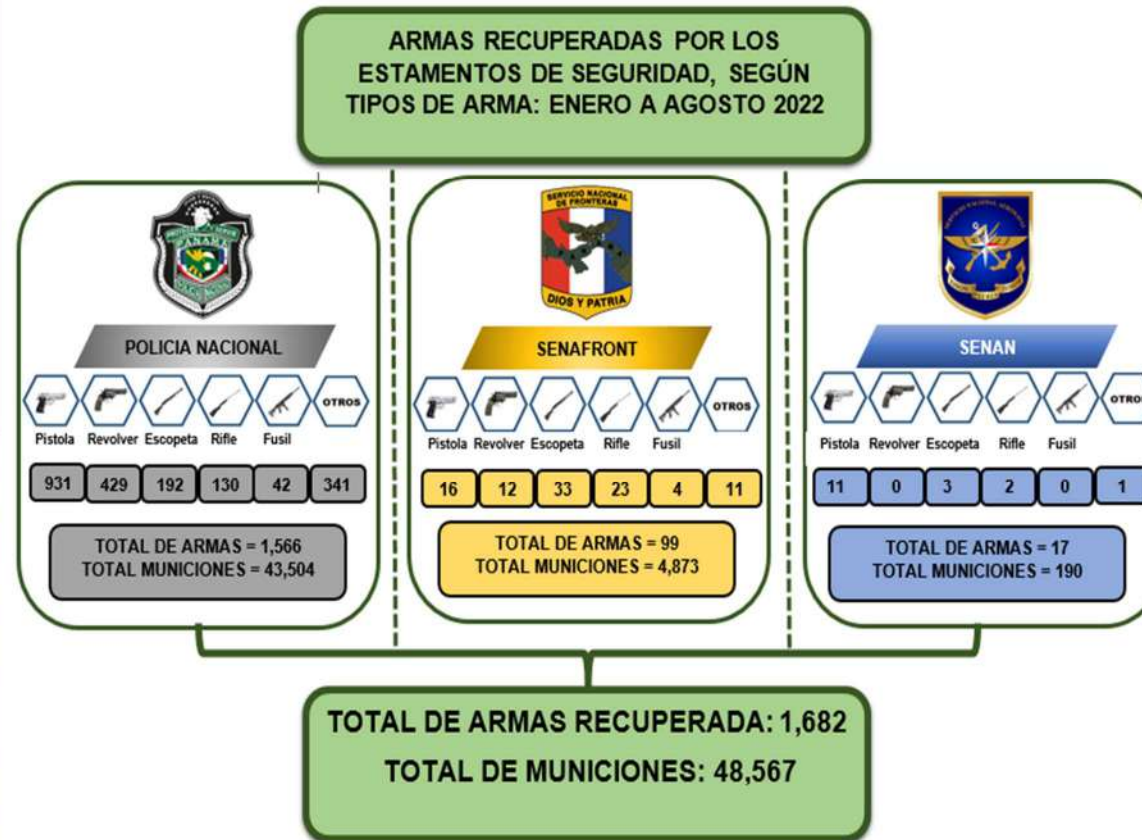 ARMAS RECUPERADAS POR LOS
ESTAMENTOS DE SEGURIDAD, SEGÚN
TIPOS DE ARMA: ENERO A AGOSTO 2022
PANAMA
POLICIA NACIONAL
OTROS
Pistola Revolver Escopeta Rifle Fusil
931 429 192 130 42 341
TOTAL DE ARMAS = 1,566
TOTAL MUNICIONES = 43,504
SERVICIO NACIONAL
DE FRONTERAS
DIOS Y PATRIA
SENAFRONT
OTROS
Pistola Revolver Escopeta Rifle Fusil
16 12 33 23 4 11
TOTAL DE ARMAS = 99
TOTAL MUNICIONES = 4,873
SENAN
OTROS
Pistola Revolver Escopeta Rifle Fusil
11 0 3 2 0 1
TOTAL DE ARMAS = 17
TOTAL MUNICIONES = 190
TOTAL DE ARMAS RECUPERADA: 1,682
TOTAL DE MUNICIONES: 48,567